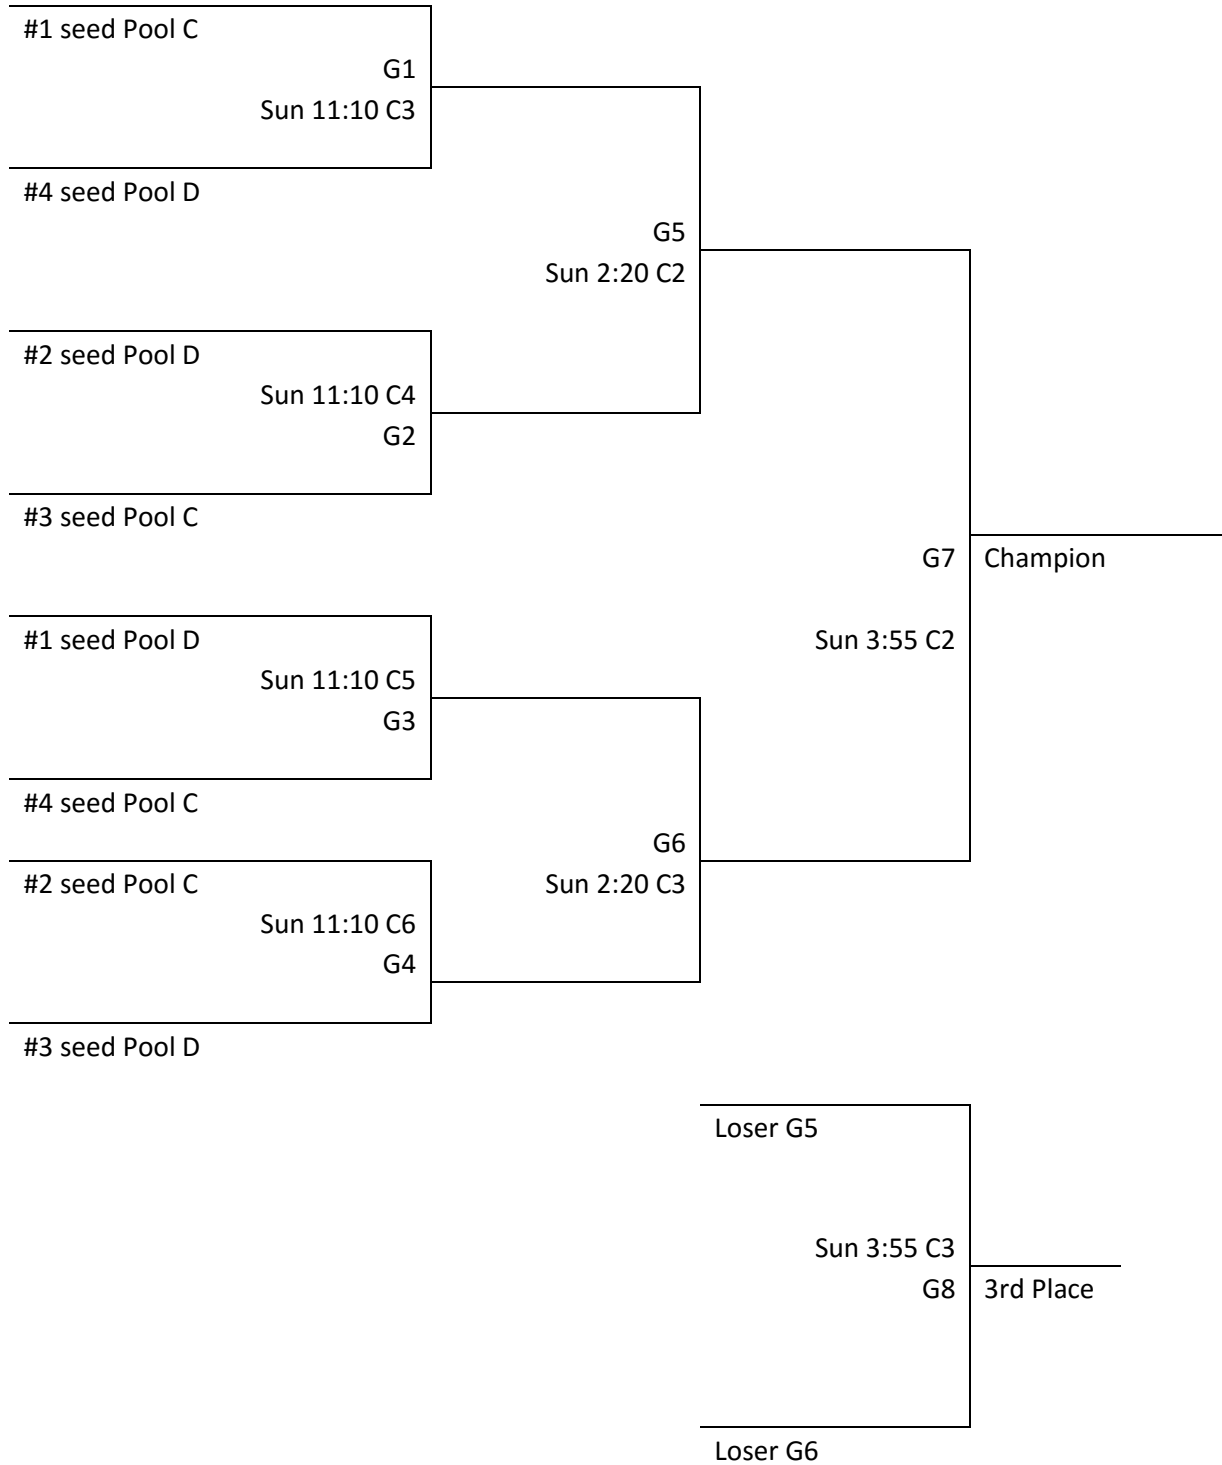 #1 seed Pool C
G1
Sun 11:10 C3
#4 seed Pool D
G5
Sun 2:20 C2
#2 seed Pool D
Sun 11:10 C4
G2
#3 seed Pool C
G7
Champion
#1 seed Pool D
Sun 3:55 C2
Sun 11:10 C5
G3
#4 seed Pool C
G6
#2 seed Pool C
Sun 2:20 C3
Sun 11:10 C6
G4
#3 seed Pool D
Loser G5
Sun 3:55 C3
G8
3rd Place
Loser G6